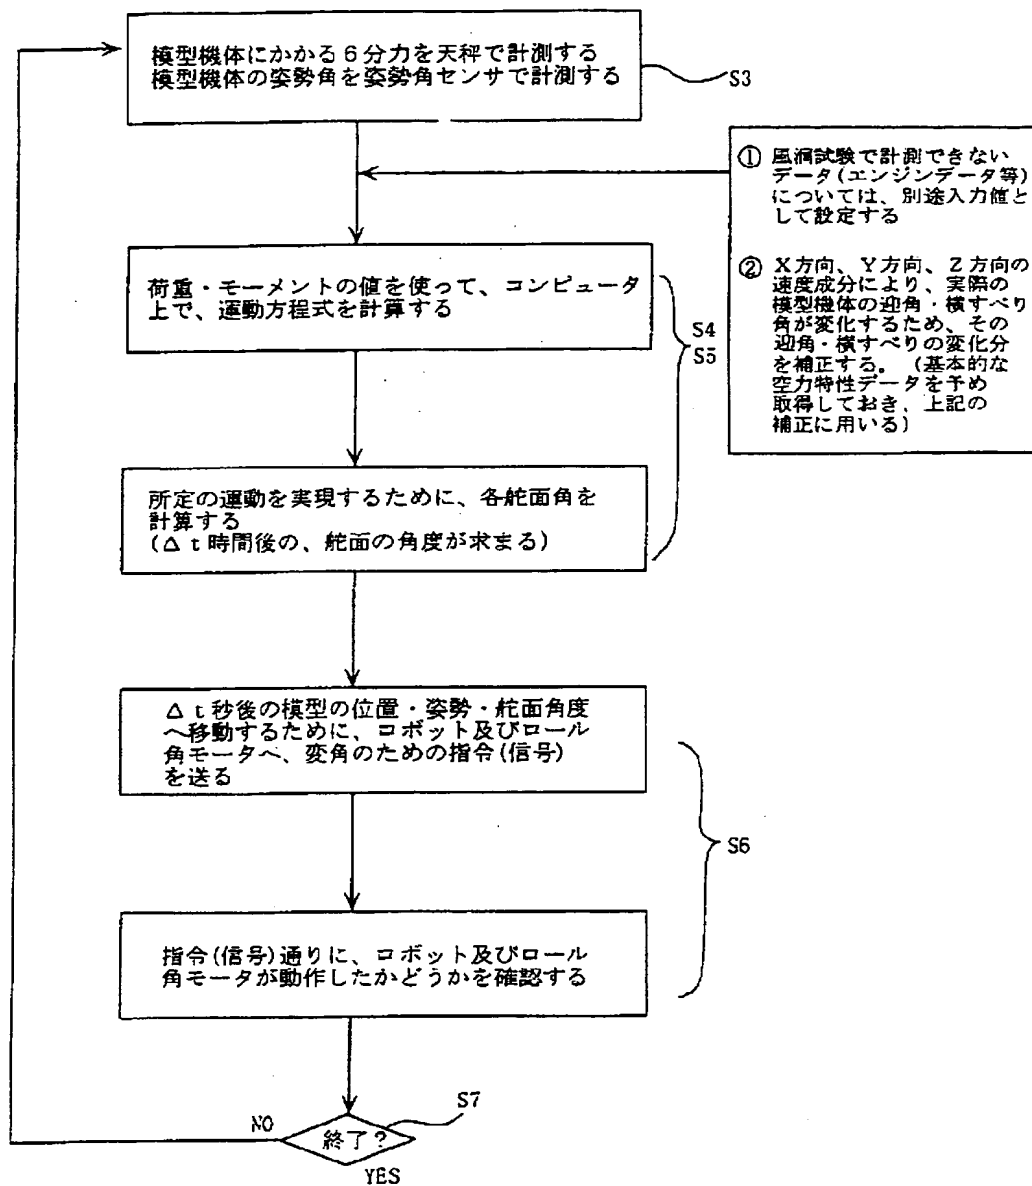 模型機体にかかる6分力を天秤で計測する
模型機体の姿勢角を姿勢角センサで計測する
S3
① 風洞試験で計測できない
データ(エンジンデータ等)
については、別途入力値と
して設定する
② X方向、Y方向、Z方向の
速度成分により、実際の
模型機体の迎角・横すべり
角が変化するため、その
迎角・横すべりの変化分
を補正する。 (基本的な
空力特性データを予め
取得しておき、上記の
補正に用いる)
荷重・モーメントの値を使って、コンピュータ
上で、運動方程式を計算する
S4
S5
所定の運動を実現するために、各舵面角を
計算する
(Δt時間後の、舵面の角度が求まる)
Δt秒後の模型の位置・姿勢・舵面角度
へ移動するために、ロボット及びロール
角モータへ、変角のための指令(信号)
を送る
S6
指令(信号)通りに、ロボット及びロール
角モータが動作したかどうかを確認する
S7
NO
終了?
YES